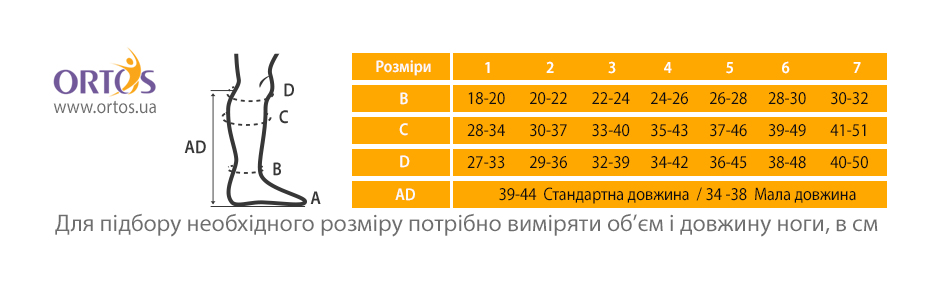 ORTOS
www.ortos.ua
D
C
AD
B
A
Розміри 1 2 3 4 5 6 7
B 18-20 20-22 22-24 24-26 26-28 28-30 30-32
C 28-34 30-37 33-40 35-43 37-46 39-49 41-51
D 27-33 29-36 32-39 34-42 36-45 38-48 40-50
AD 39-44 Стандартна довжина / 34 -38 Мала довжина
Для підбору необхідного розміру потрібно виміряти об’єм і довжину ноги, в см